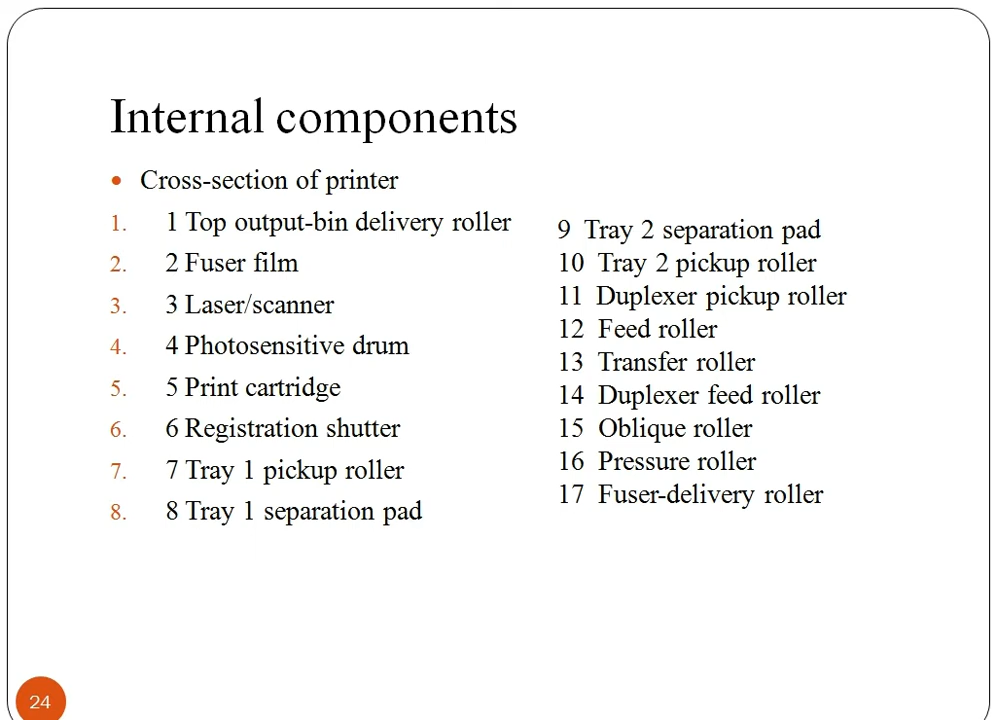 Internal components
• Cross-section of printer
1. 1 Top output-bin delivery roller
2. 2 Fuser film
3. 3 Laser/scanner
4. 4 Photosensitive drum
5. 5 Print cartridge
6. 6 Registration shutter
7. 7 Tray 1 pickup roller
8. 8 Tray 1 separation pad
9 Tray 2 separation pad
10 Tray 2 pickup roller
11 Duplexer pickup roller
12 Feed roller
13 Transfer roller
14 Duplexer feed roller
15 Oblique roller
16 Pressure roller
17 Fuser-delivery roller
24